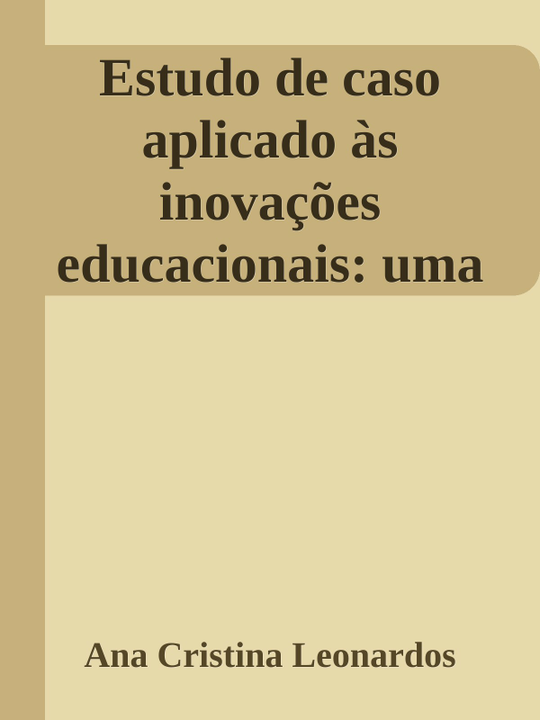 Estudo de caso
aplicado às
inovações
educacionais: uma
Ana Cristina Leonardos